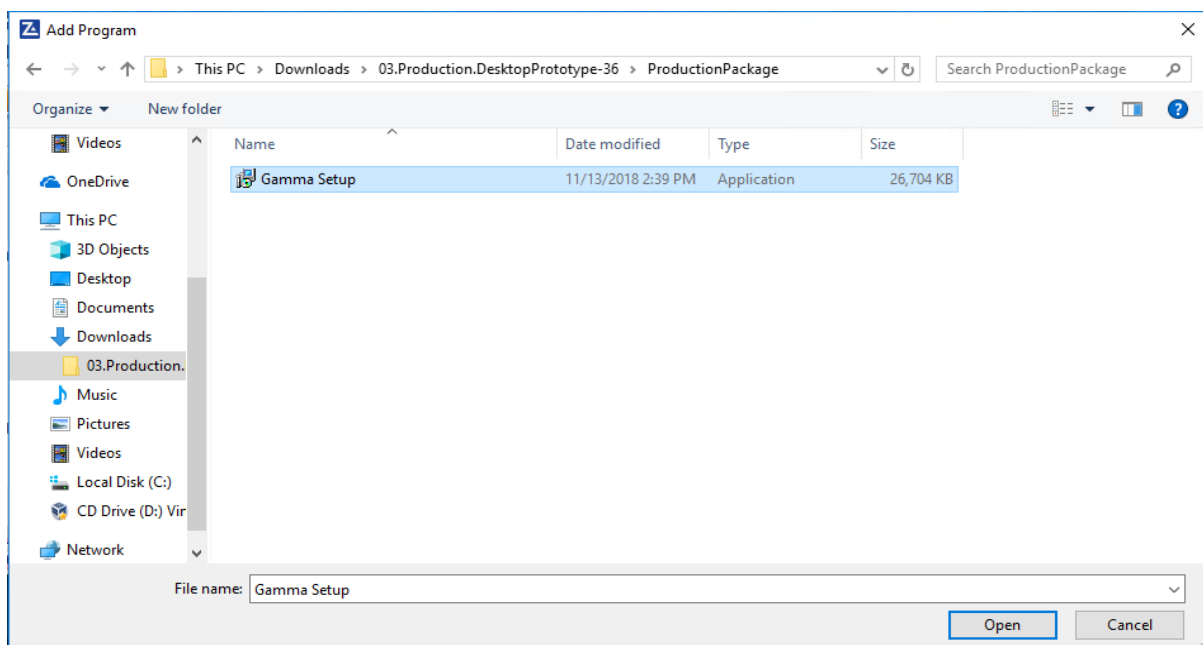 Add Program
This PC > Downloads > 03.Production.DesktopPrototype-36 > ProductionPackage
Search ProductionPackage
Organize
New folder
Name
Date modified
Type
Size
Gamma Setup
11/13/2018 2:39 PM
Application
26,704 KB
Videos
OneDrive
This PC
3D Objects
Desktop
Documents
Downloads
03.Production.
Music
Pictures
Videos
Local Disk (C:)
CD Drive (D:) Vir
Network
File name: Gamma Setup
Open
Cancel